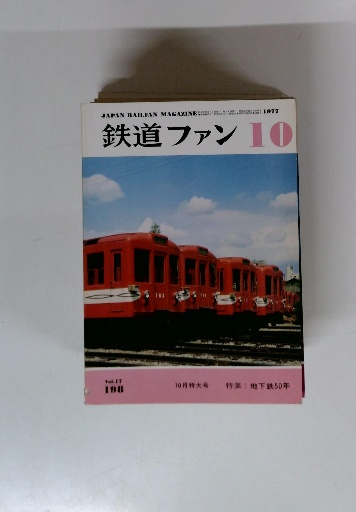 JAPAN RAILFAN MAGAZINE
1977
鉄道ファン 10
Vol.17
198
10月特大号 特集：地下鉄50年